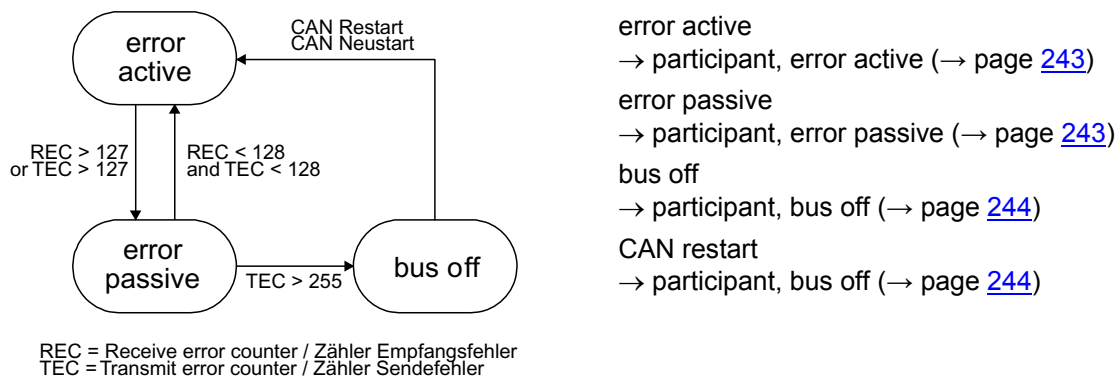 error
active
CAN Restart
CAN Neustart
REC > 127
or TEC > 127
REC < 128
and TEC < 128
error
passive
TEC > 255
bus off
REC = Receive error counter / Zähler Empfangsfehler
TEC = Transmit error counter / Zähler Sendefehler
error active
→ participant, error active (→ page 243)
error passive
→ participant, error passive (→ page 243)
bus off
→ participant, bus off (→ page 244)
CAN restart
→ participant, bus off (→ page 244)